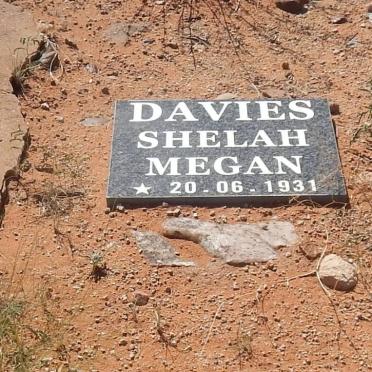 DAVIES
SHELAH
MEGAN
★ 20-06-1931